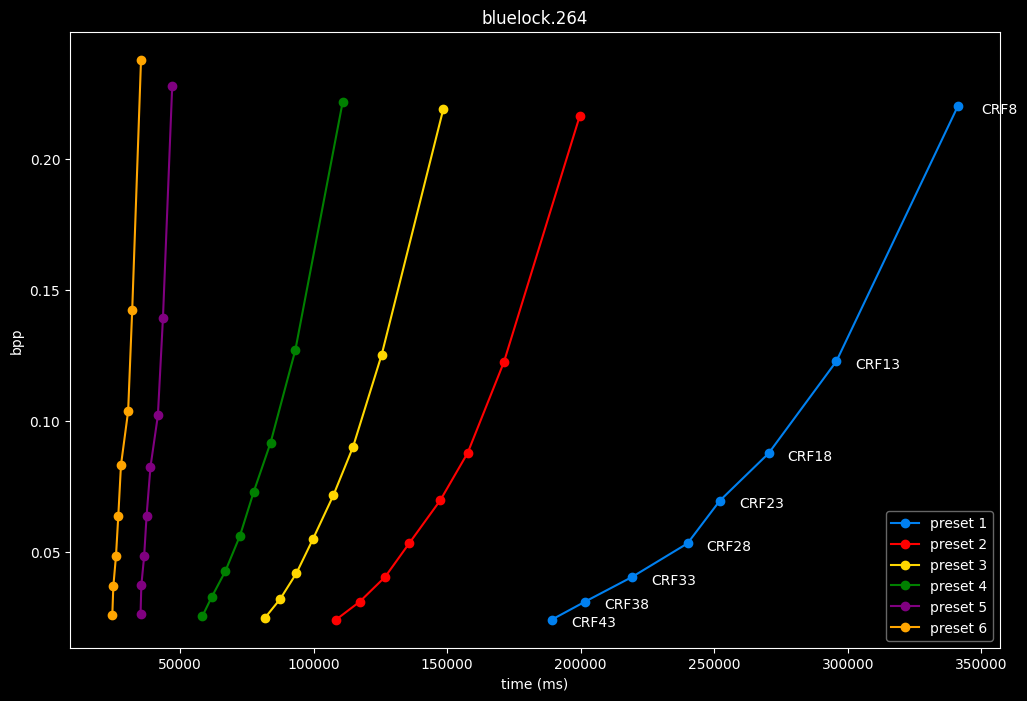 bluelock.264
bpp
0.20
0.15
0.10
0.05
CRF8
CRF13
CRF18
CRF23
CRF28
CRF33
CRF38
CRF43
preset 1
preset 2
preset 3
preset 4
preset 5
preset 6
50000 100000 150000 200000 250000 300000 350000
time (ms)